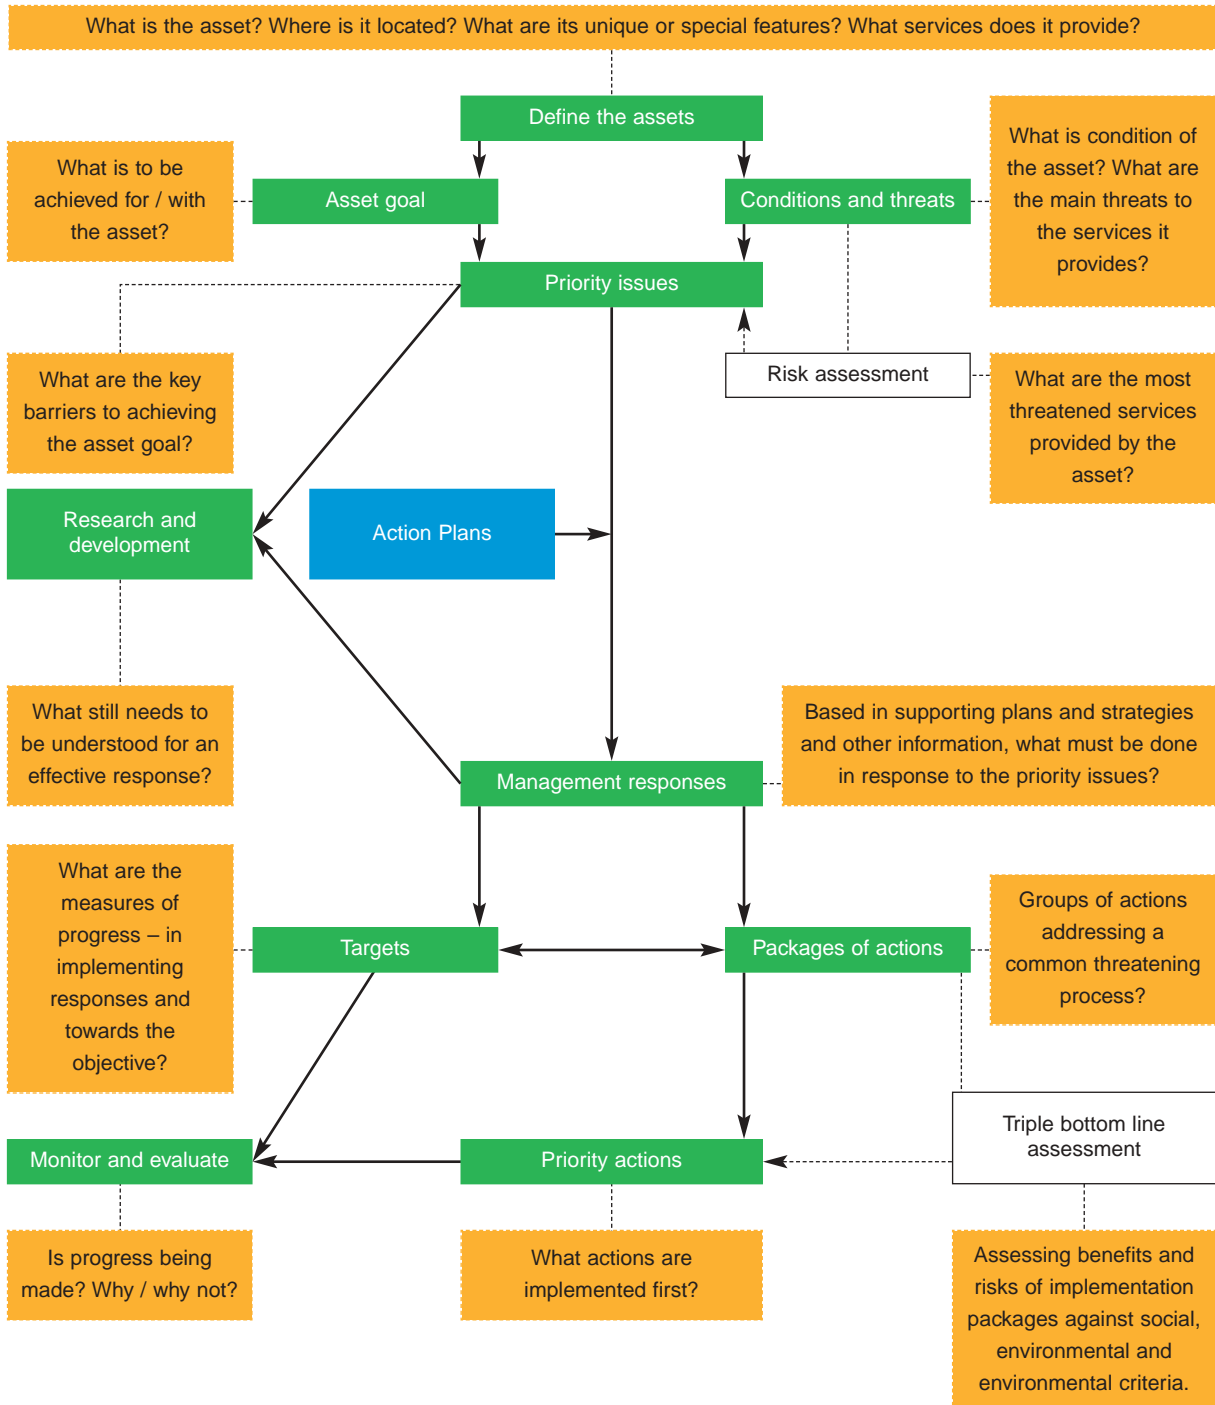 What is the asset? Where is it located? What are its unique or special features? What services does it provide?
Define the assets
What is to be
achieved for / with
the asset?
Asset goal
Conditions and threats
What is condition of
the asset? What are
the main threats to
the services it
provides?
Priority issues
What are the key
barriers to achieving
the asset goal?
Risk assessment
What are the most
threatened services
provided by the
asset?
Research and
development
Action Plans
What still needs to
be understood for an
effective response?
Based in supporting plans and strategies
and other information, what must be done
in response to the priority issues?
Management responses
What are the
measures of
progress – in
implementing
responses and
towards the
objective?
Targets
Packages of actions
Groups of actions
addressing a
common threatening
process?
Triple bottom line
assessment
Monitor and evaluate
Priority actions
Is progress being
made? Why / why not?
What actions are
implemented first?
Assessing benefits and
risks of implementation
packages against social,
environmental and
environmental criteria.